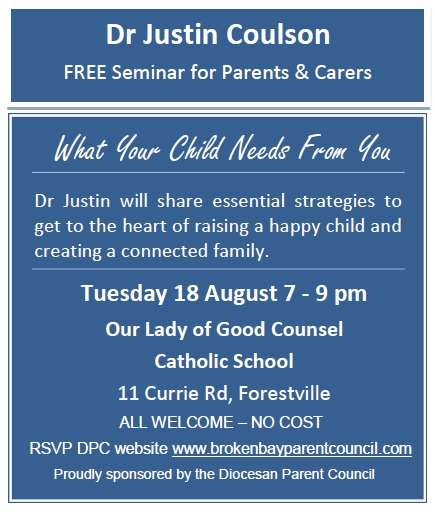 Dr Justin Coulson
FREE Seminar for Parents & Carers
What Your Child Needs From You
Dr Justin will share essential strategies to
get to the heart of raising a happy child and
creating a connected family.
Tuesday 18 August 7 - 9 pm
Our Lady of Good Counsel
Catholic School
11 Currie Rd, Forestville
ALL WELCOME – NO COST
RSVP DPC website www.brokenbayparentcouncil.com
Proudly sponsored by the Diocesan Parent Council